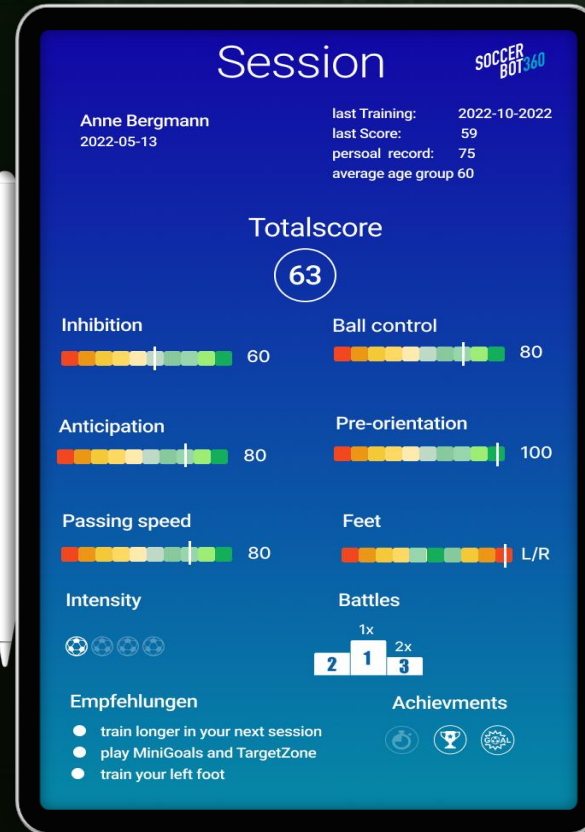 Session
SOCCER
BOT360
Anne Bergmann
2022-05-13
last Training: 2022-10-2022
last Score: 59
persoal record: 75
average age group 60
Totalscore
63
Inhibition
60
Ball control
80
Anticipation
80
Pre-orientation
100
Passing speed
80
Feet
L/R
Intensity
Battles
1x
2x
2 1 3
Empfehlungen
train longer in your next session
play MiniGoals and TargetZone
train your left foot
Achievments
GOAL